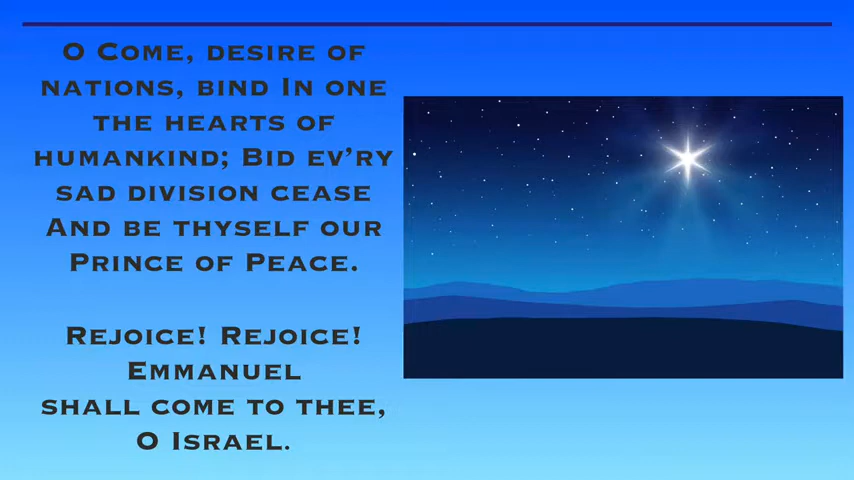 O Come, desire of
nations, bind In one
the hearts of
humankind; Bid ev’ry
sad division cease
And be thyself our
Prince of Peace.
Rejoice! Rejoice!
Emmanuel
shall come to thee,
O Israel.